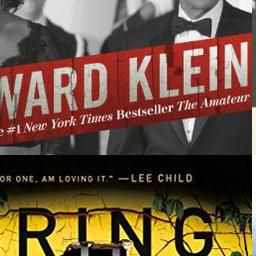 WARD KLEIN
#1 New York Times Bestseller The Amateur
OR ONE, AM LOVING IT." —LEE CHILD
RING